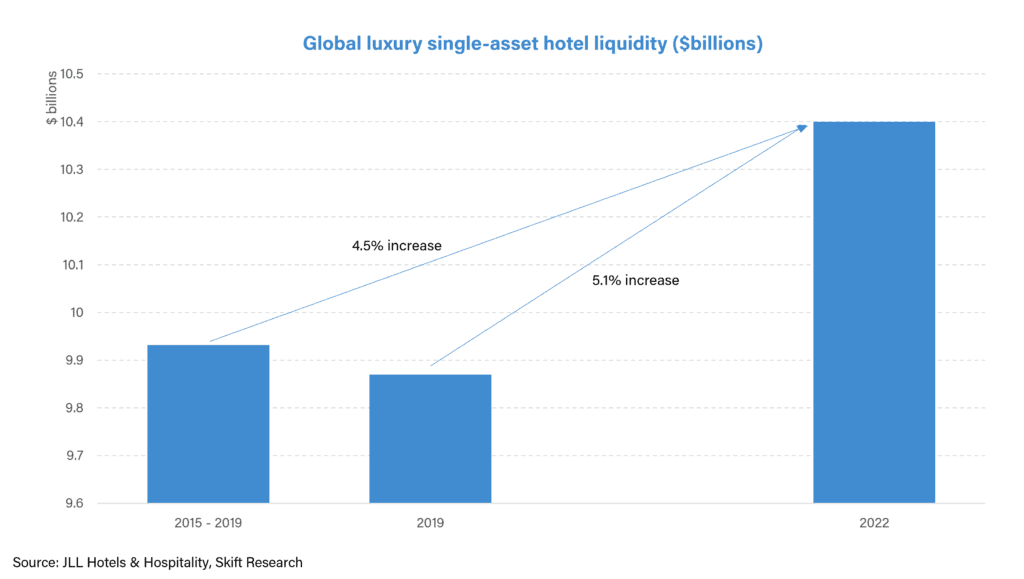 Global luxury single-asset hotel liquidity ($billions)
$ billions
10.5
10.4
10.3
10.2
10.1
10
9.9
9.8
9.7
9.6
4.5% increase
5.1% increase
2015 - 2019
2019
2022
Source: JLL Hotels & Hospitality, Skift Research